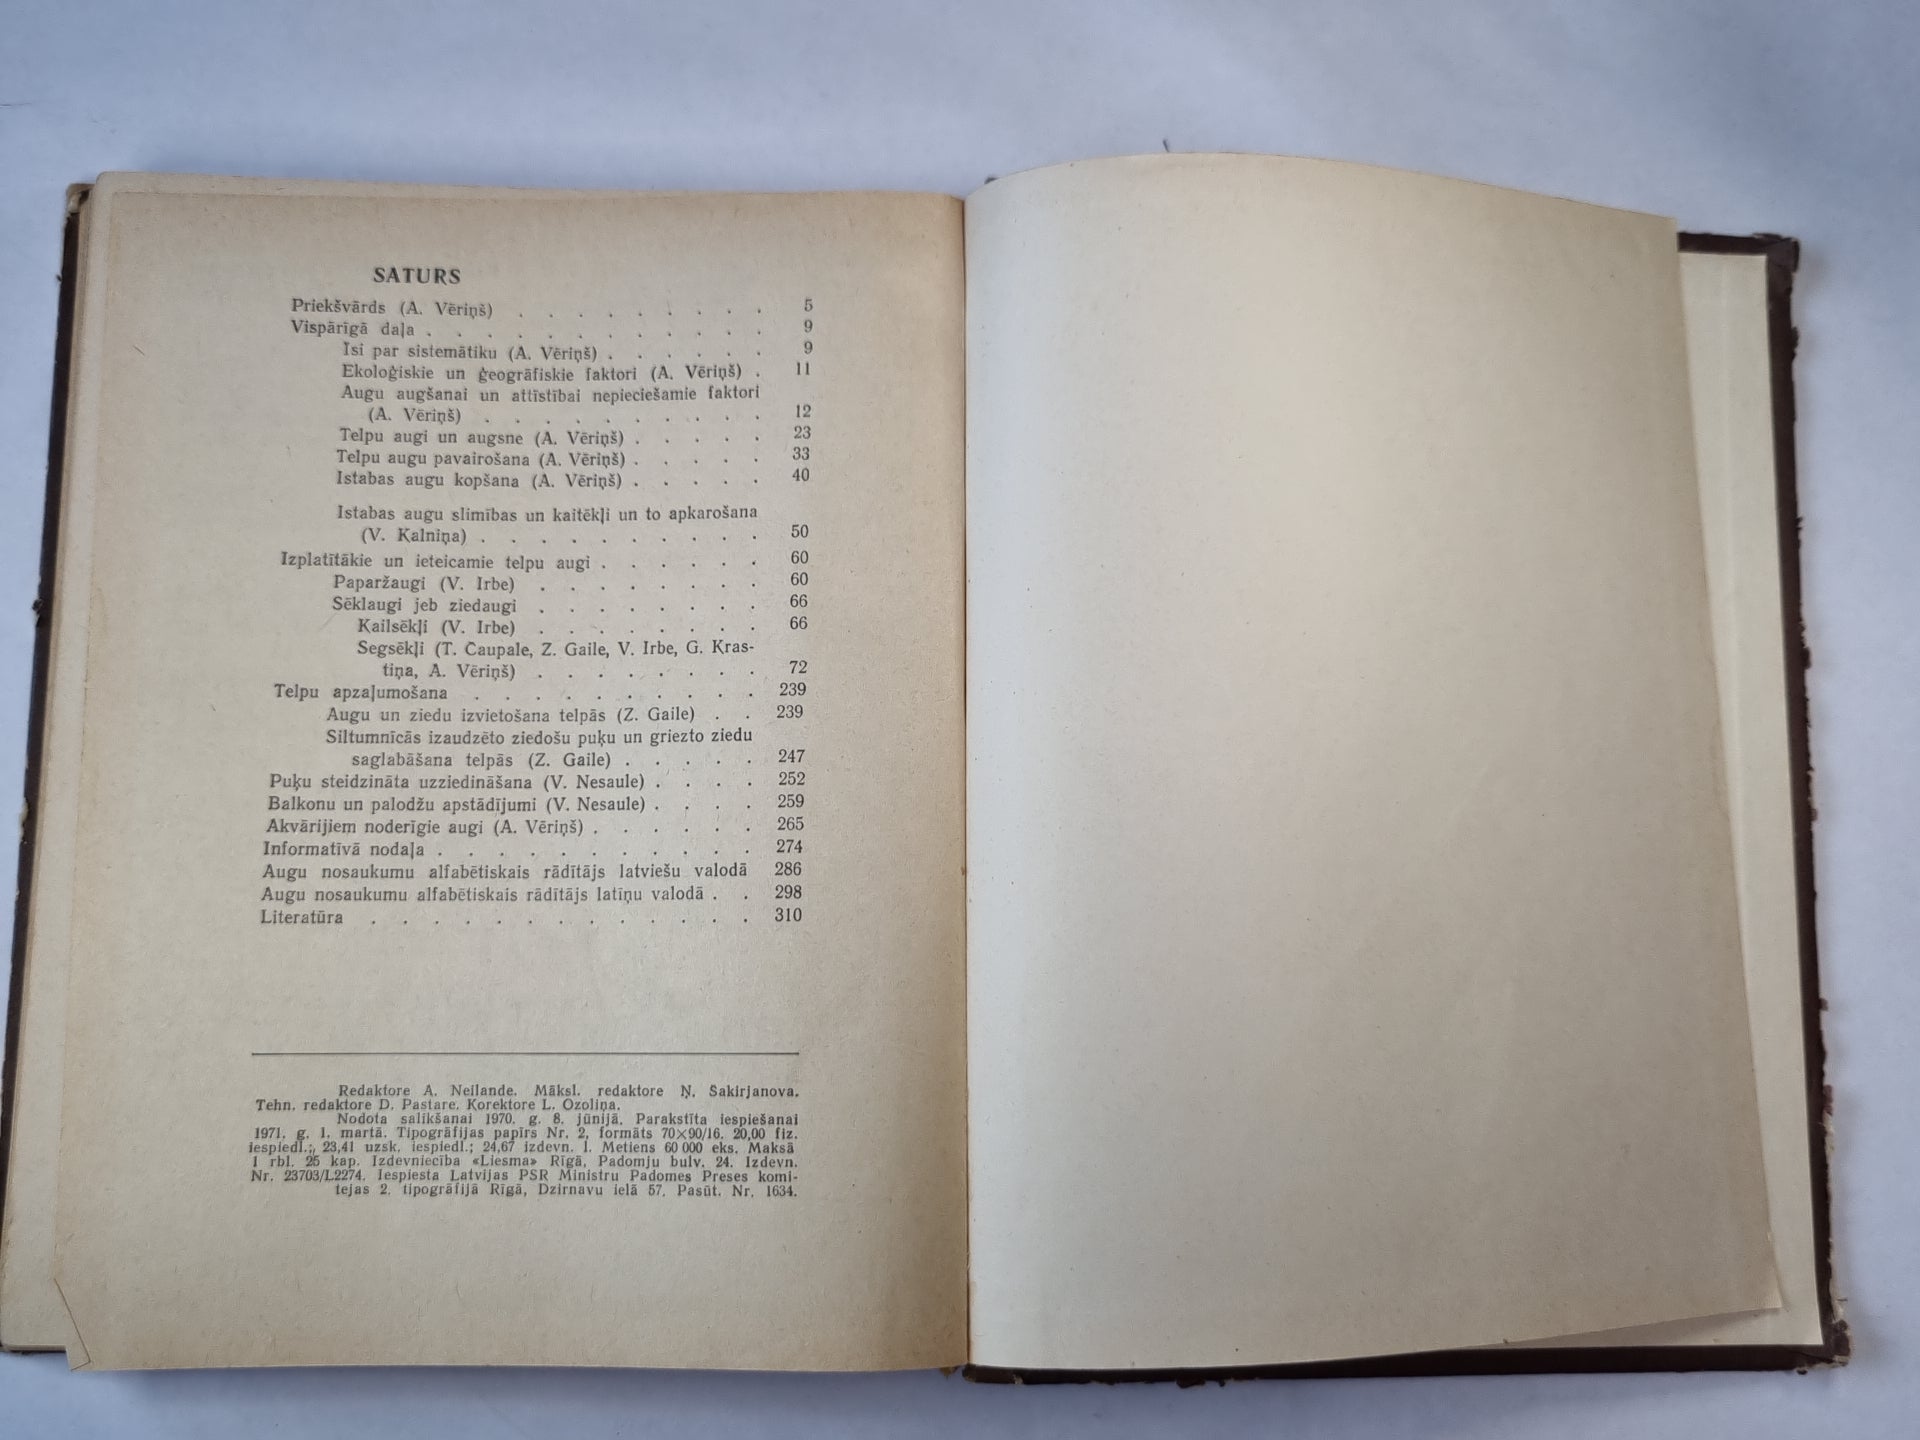 SATURS
Priekšvārds (A. Vēriņš) . . . . . . . . . 5
Vispārīgā daļa . . . . . . . . . . . . 9
Isi par sistemātiku (A. Vēriņš) . . . . . . 9
Ekoloģiskie un ģeogrāfiskie faktori (A. Vēriņš) . 11
Augu augšanai un attīstībai nepieciešamie faktori
(A. Vēriņš) . . . . . . . . . . 12
Telpu augi un augsne (A. Vēriņš) . . . . . 23
Telpu augu pavairošana (A. Vēriņš) . . . . . 33
Istabas augu kopšana (A. Vēriņš) . . . . . 40
Istabas augu slimības un kaitēkļi un to apkarošana
(V. Kalniņa) . . . . . . . . . . 50
Izplatītākie un ieteicamie telpu augi . . . . . . 60
Paparžaugi (V. Irbe) . . . . . . . . 60
Sēklaugi jeb ziedaugi . . . . . . . . 66
Kailsēkļi (V. Irbe) . . . . . . . . 66
Segsēkļi (T. Čaupale, Z. Gaile, V. Irbe, G. Kras-
tiņa, A. Vēriņš) . . . . . . . . 72
Telpu apzaļumošana . . . . . . . . . . 239
Augu un ziedu izvietošana telpās (Z. Gaile) . . 239
Siltumnīcās izaudzēto ziedošu puķu un griezto ziedu
saglabāšana telpās (Z. Gaile) . . . . . 247
Puķu steidzināta uzziedināšana (V. Nesaule) . . . . 252
Balkonu un palodžu apstādījumi (V. Nesaule) . . . . 259
Akvārijiem noderīgie augi (A. Vēriņš) . . . . . . 265
Informatīvā nodaļa . . . . . . . . . . . 274
Augu nosaukumu alfabētiskais rādītājs latviešu valodā 286
Augu nosaukumu alfabētiskais rādītājs latīņu valodā . . 298
Literatūra . . . . . . . . . . . . . 310
Redaktore A. Neilande. Māksl. redaktore Ņ. Šakirjanova.
Tehn. redaktore D. Pastare. Korektore L. Ozoliņa.
Nodota salikšanai 1970. g. 8. jūnijā. Parakstīta iespiešanai
1971. g. 1. martā. Tipogrāfijas papīrs Nr. 2, formāts 70×90/16. 20,00 fiz.
iespiedl.; 23,41 uzsk. iespiedl.; 24,67 izdevn. l. Metiens 60 000 eks. Maksā
1 rbl. 25 kap. Izdevniecība «Liesma» Rīgā, Padomju bulv. 24. Izdevn.
Nr. 23703/L2274. Iespiesta Latvijas PSR Ministru Padomes Preses komi-
tejas 2. tipogrāfijā Rīgā, Dzirnavu ielā 57. Pasūt. Nr. 1634.